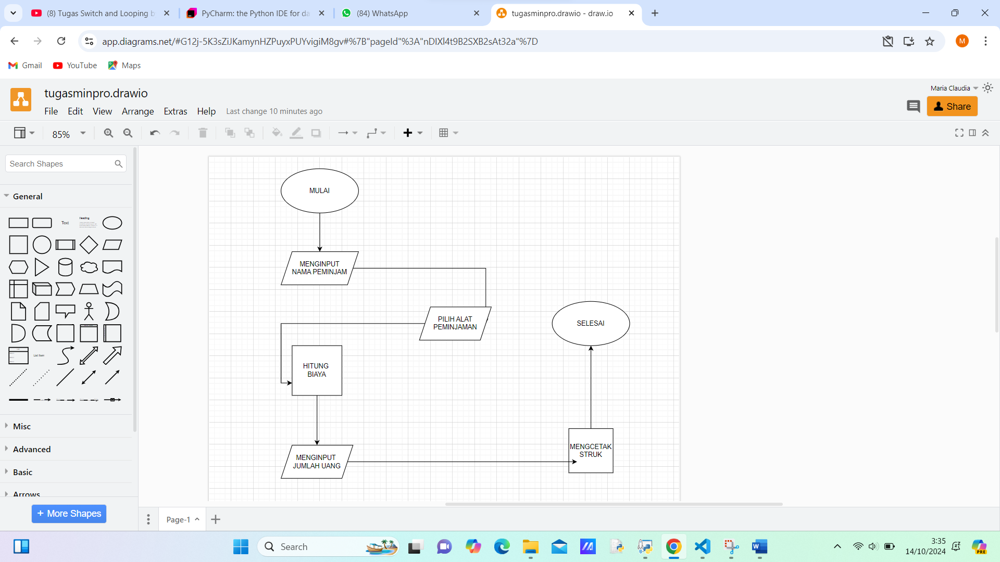 (8) Tugas Switch and Looping b
PyCharm: the Python IDE for da
(84) WhatsApp
tugasminpro.drawio - draw.io
app.diagrams.net/#G12j-5K3sZiJKamynHZPuyxPUYvigiM8gv#%7B"pageId"%3A"nDIXl4t9B2SXB2sAt32a"%7D
M
Gmail
YouTube
Maps
tugasminpro.drawio
Maria Claudia
File Edit View Arrange Extras Help Last change 10 minutes ago
Share
85%
Search Shapes
General
Text
Heading
List Item
Misc
Advanced
Basic
Arrows
+ More Shapes
MULAI
MENGINPUT
NAMA PEMINJAM
PILIH ALAT
PEMINJAMAN
SELESAI
HITUNG
BIAYA
MENGCETAK
STRUK
MENGINPUT
JUMLAH UANG
Page-1
Search
3:35
14/10/2024
PRE